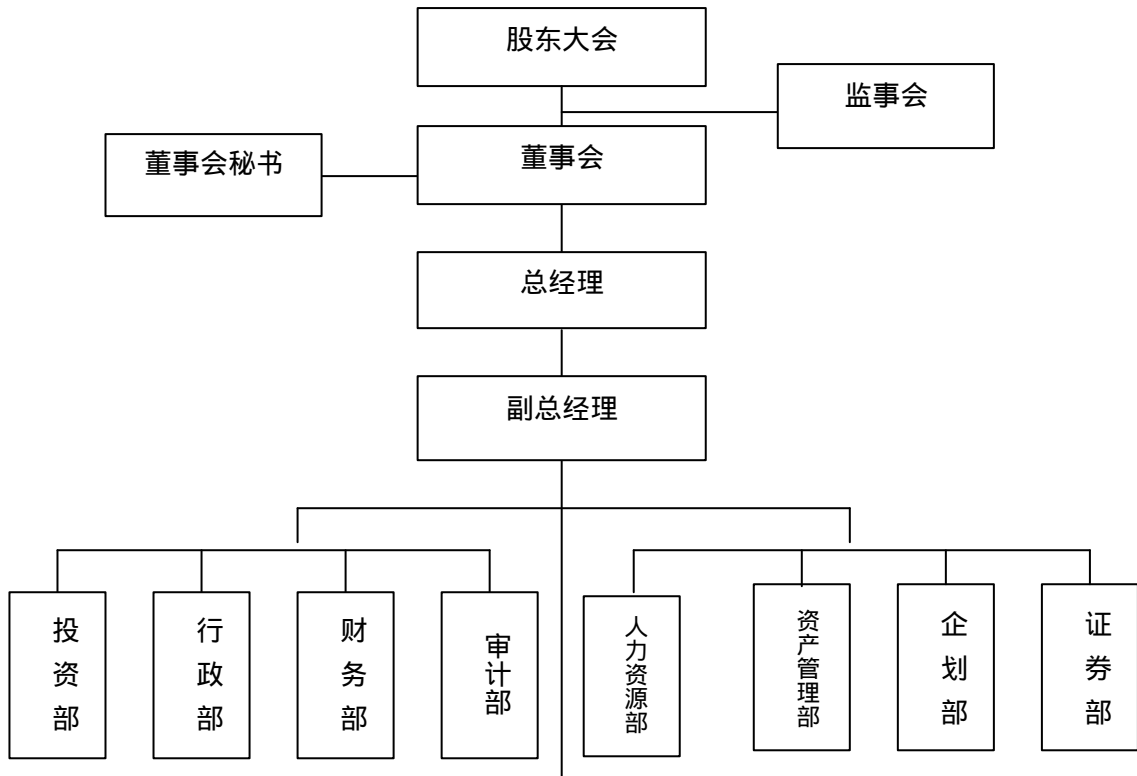 股东大会
监事会
董事会秘书
董事会
总经理
副总经理
投资部
行政部
财务部
审计部
人力资源部
资产管理部
企划部
证券部